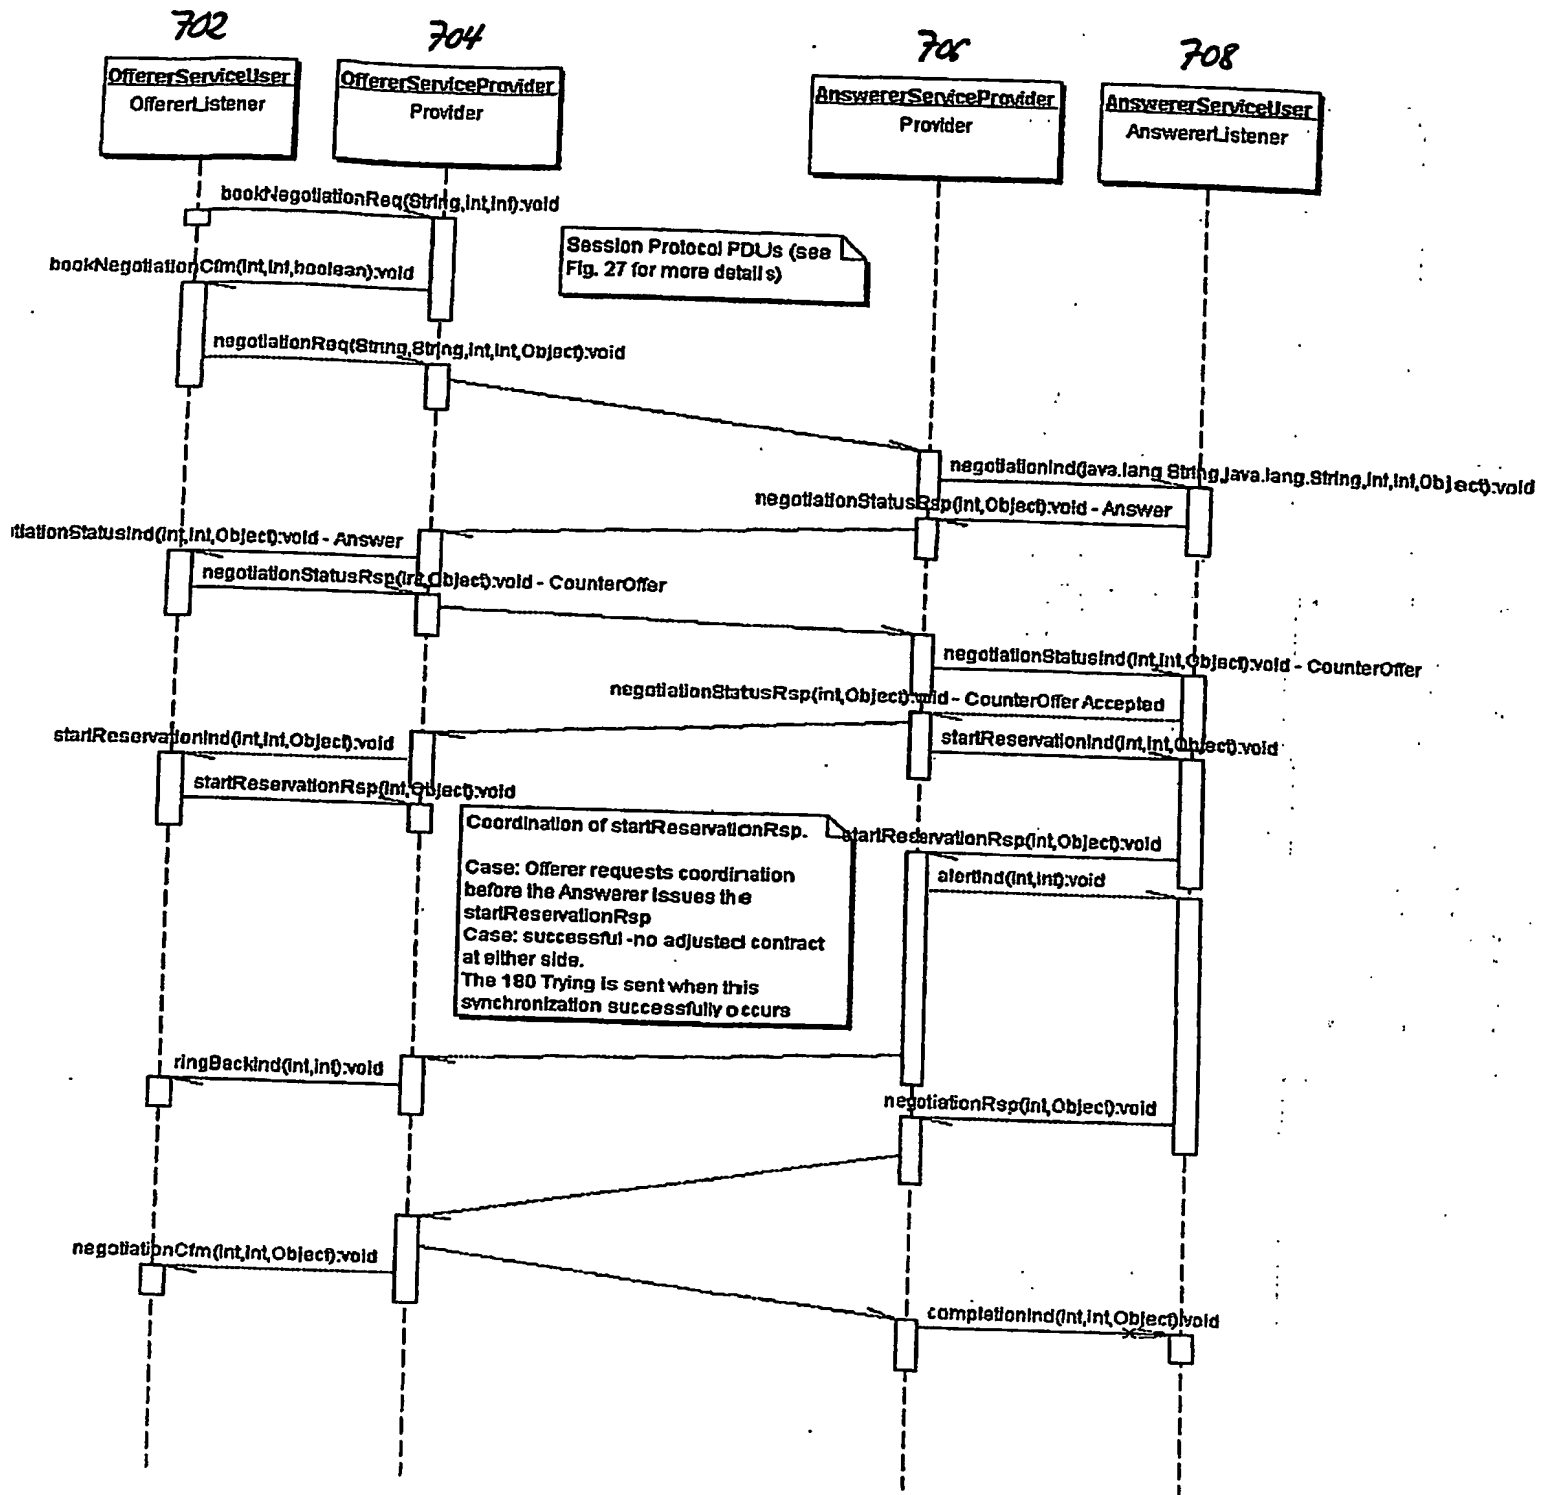 702
704
706
708
OffererServiceUser
OffererListener
OffererServiceProvider
Provider
AnswererServiceProvider
Provider
AnswererServiceUser
AnswererListener
bookNegotiationReq(String,int,int):void
Session Protocol PDUs (see
Fig. 27 for more details)
bookNegotiationCfm(int,int,boolean):void
negotiationReq(String,String,int,int,Object):void
negotiationInd(java.lang.String,java.lang.String,int,int,Object):void
negotiationStatusRsp(int,Object):void - Answer
tiationStatusInd(int,int,Object):void - Answer
negotiationStatusRsp(int,Object):void - CounterOffer
negotiationStatusInd(int,int,Object):void - CounterOffer
negotiationStatusRsp(int,Object):void - CounterOffer Accepted
startReservationInd(int,int,Object):void
startReservationInd(int,int,Object):void
startReservationRsp(int,Object):void
Coordination of startReservationRsp.
Case: Offerer requests coordination
before the Answerer issues the
startReservationRsp
Case: successful -no adjusted contract
at either side.
The 180 Trying is sent when this
synchronization successfully occurs
startReservationRsp(int,Object):void
alertInd(int,int):void
ringBackInd(int,int):void
negotiationRsp(int,Object):void
negotiationCfm(int,int,Object):void
completionInd(int,int,Object):void